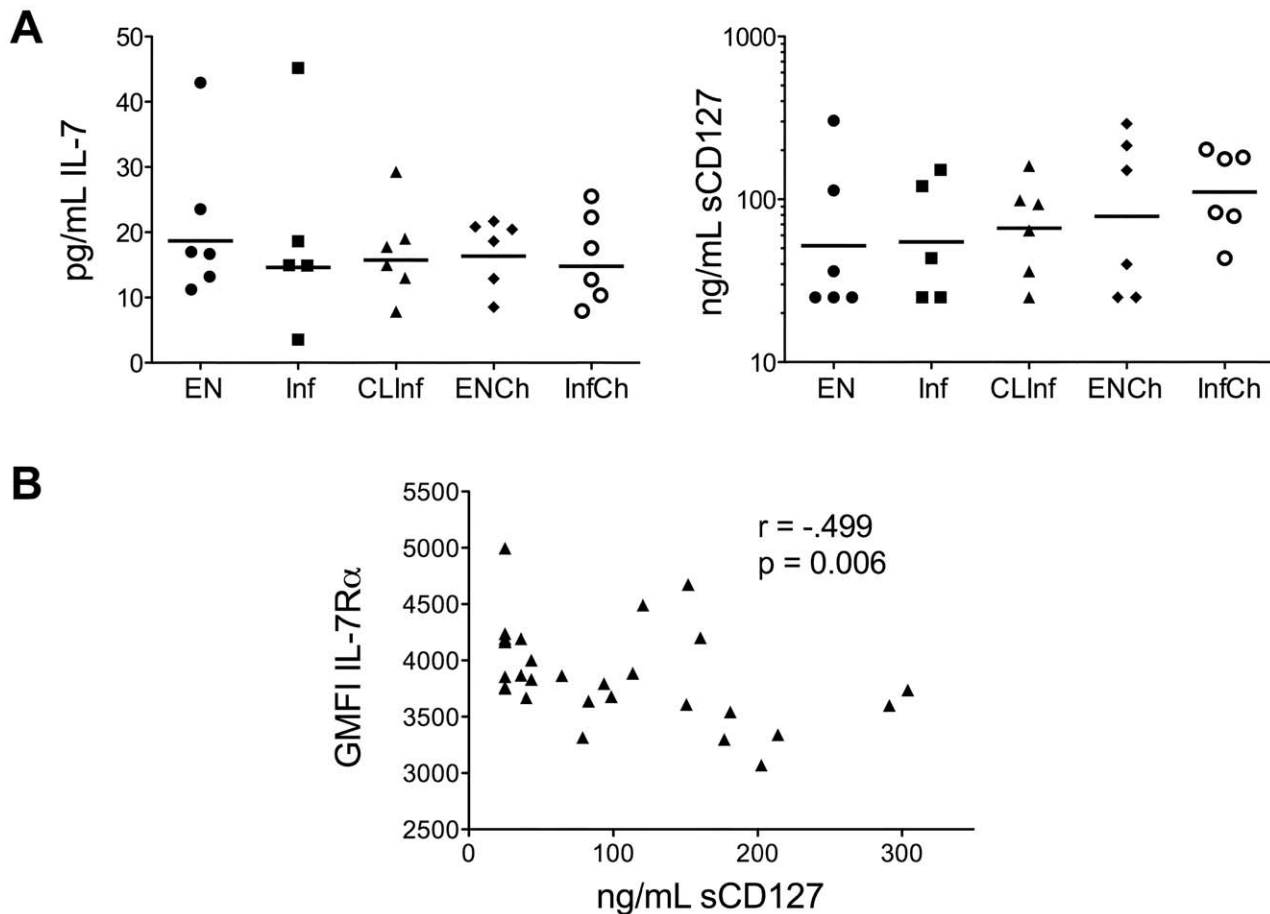 A
pg/mL IL-7
50
40
30
20
10
0
EN Inf CLInf ENCh InfCh
ng/mL sCD127
1000
100
10
EN Inf CLInf ENCh InfCh
B
GMFI IL-7Rα
5500
5000
4500
4000
3500
3000
2500
r = -.499
p = 0.006
0 100 200 300
ng/mL sCD127